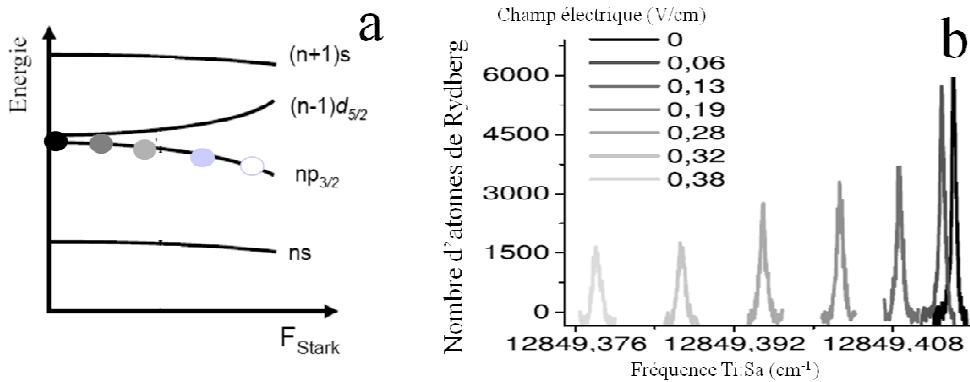 a
Energie
(n+1)s
(n-1)d5/2
np3/2
ns
FStark
b
Champ électrique (V/cm)
0
0,06
0,13
0,19
0,28
0,32
0,38
Nombre d’atomes de Rydberg
6000
4500
3000
1500
0
12849,376 12849,392 12849,408
Fréquence Ti:Sa (cm-1)